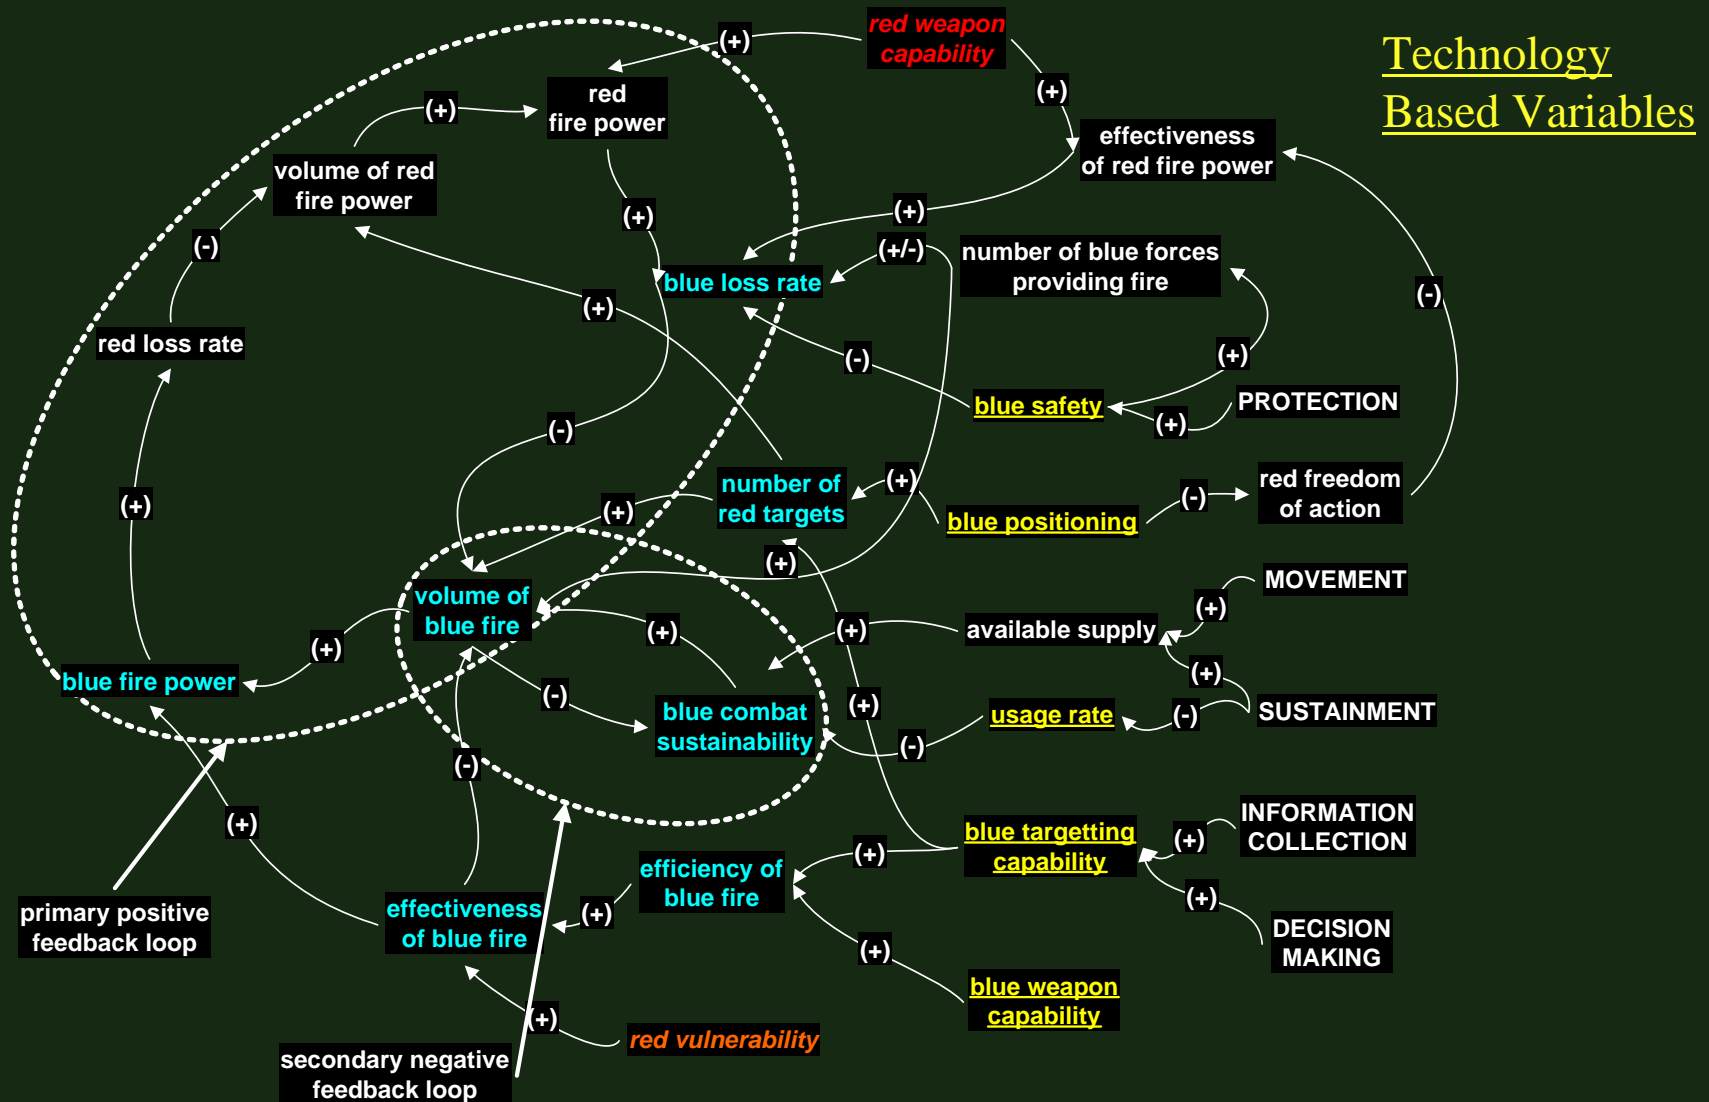 Technology
Based Variables
red weapon
capability
(+)
(+)
red
fire power
(+)
effectiveness
of red fire power
volume of red
fire power
(+)
(+)
(-)
(+/-)
number of blue forces
providing fire
blue loss rate
(-)
(+)
red loss rate
(-)
(+)
blue safety
PROTECTION
(+)
(-)
number of
red targets
(+)
(+)
(+)
blue positioning
(-)
red freedom
of action
(+)
MOVEMENT
volume of
blue fire
(+)
(+)
(+)
available supply
(+)
blue fire power
(+)
(-)
(+)
blue combat
sustainability
usage rate
(-)
SUSTAINMENT
(-)
(-)
INFORMATION
COLLECTION
(+)
(+)
blue targetting
capability
(+)
efficiency of
blue fire
(+)
primary positive
feedback loop
effectiveness
of blue fire
(+)
DECISION
MAKING
(+)
blue weapon
capability
(+)
red vulnerability
secondary negative
feedback loop